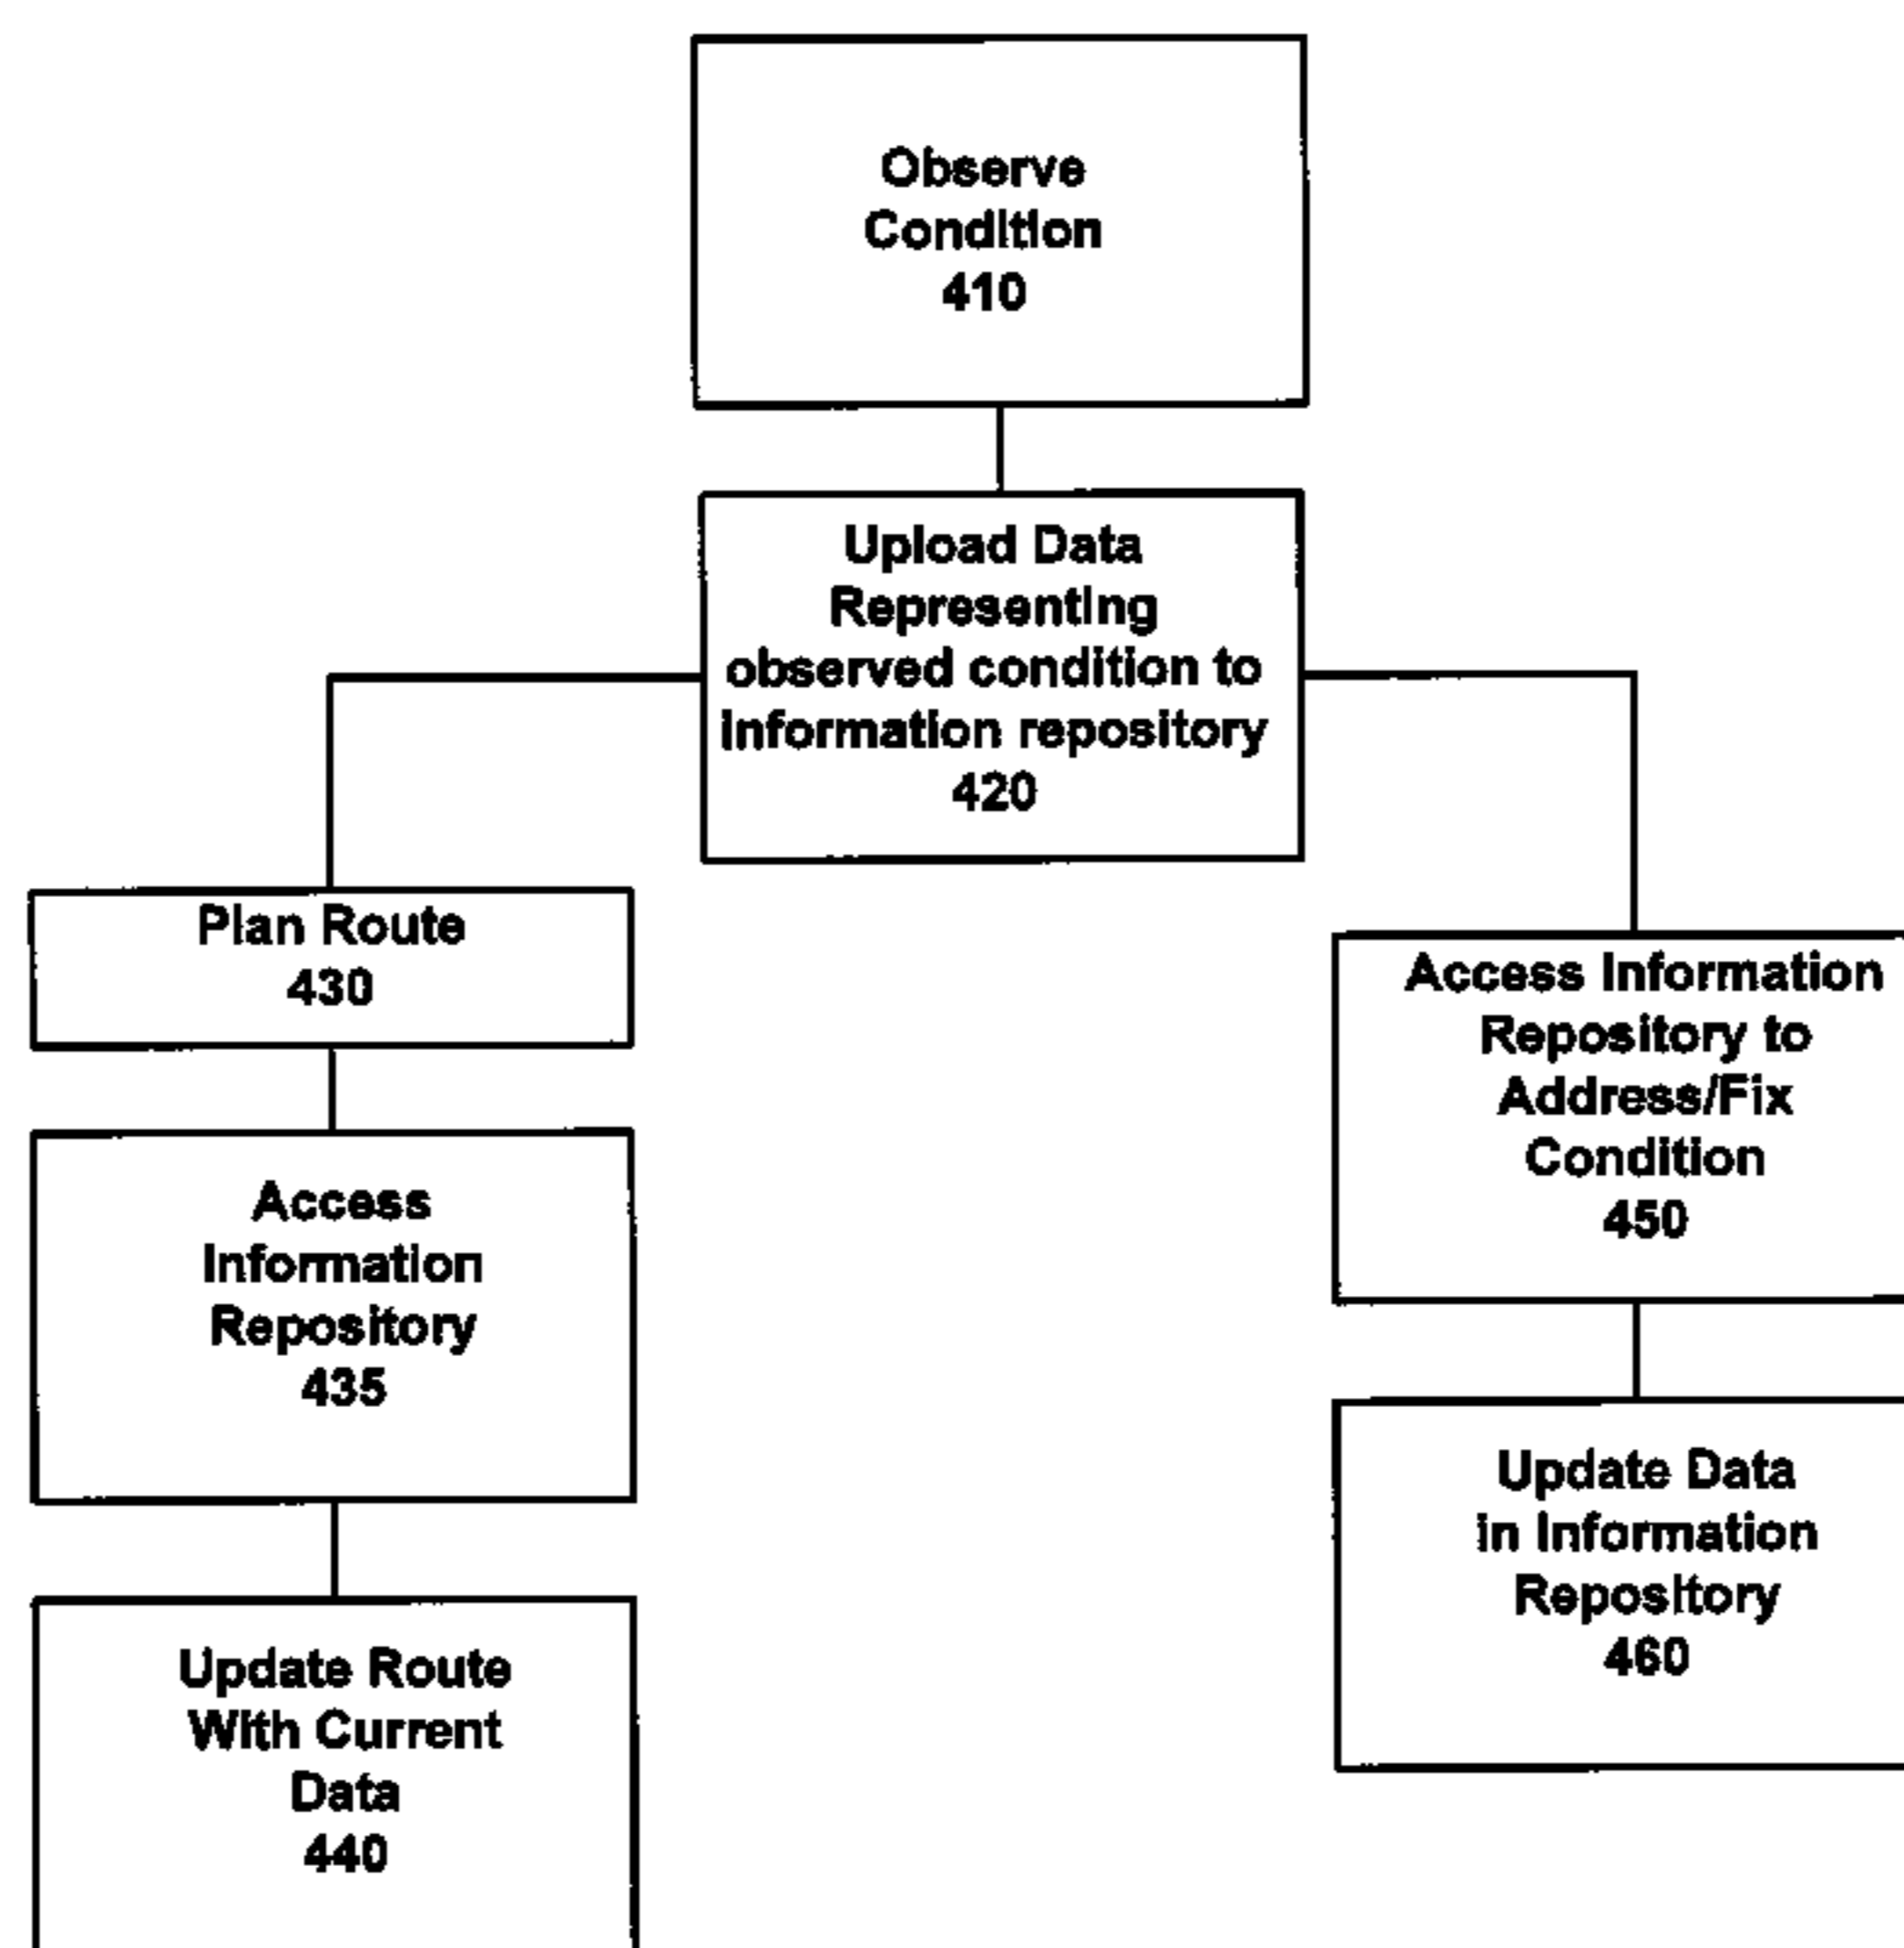 Observe
Condition
410
Upload Data
Representing
observed condition to
information repository
420
Plan Route
430
Access
Information
Repository
435
Update Route
With Current
Data
440
Access Information
Repository to
Address/Fix
Condition
450
Update Data
in Information
Repository
460